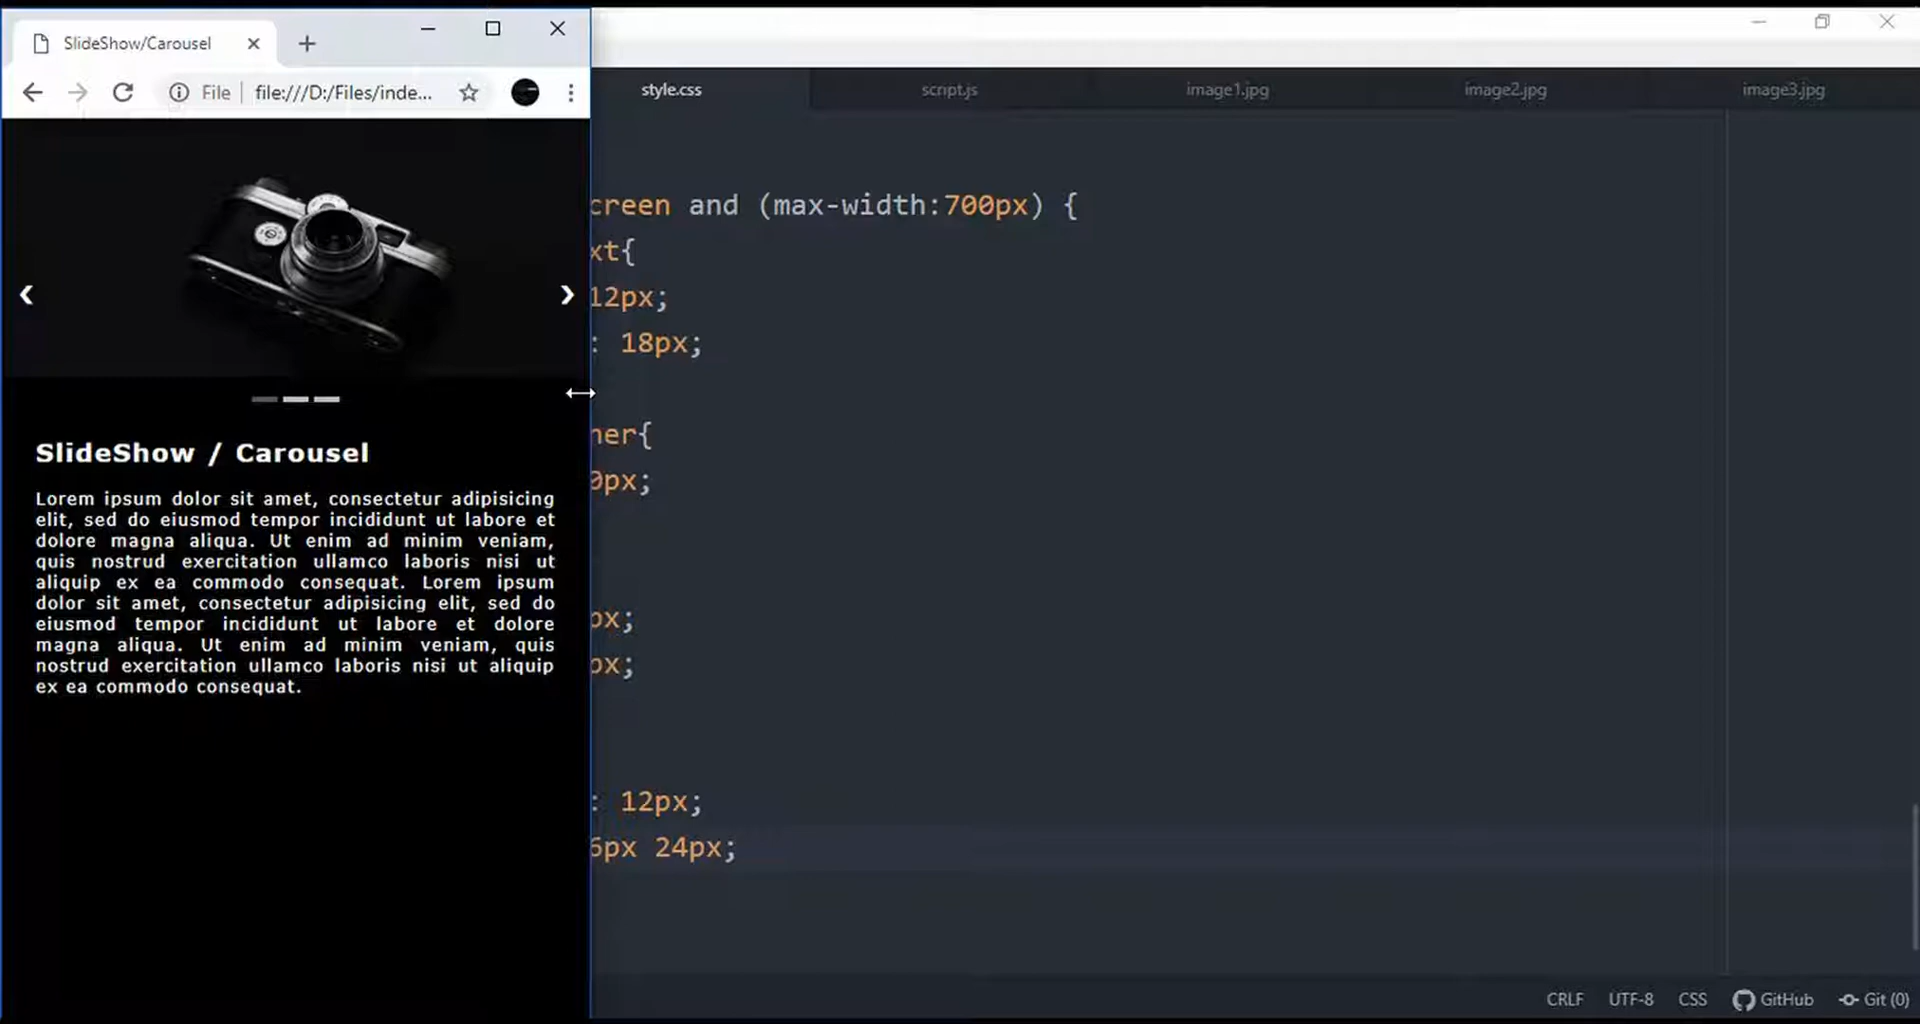 SlideShow/Carousel
File
file:///D:/Files/inde...
SlideShow / Carousel
Lorem ipsum dolor sit amet, consectetur adipisicing
elit, sed do eiusmod tempor incididunt ut labore et
dolore magna aliqua. Ut enim ad minim veniam,
quis nostrud exercitation ullamco laboris nisi ut
aliquip ex ea commodo consequat. Lorem ipsum
dolor sit amet, consectetur adipisicing elit, sed do
eiusmod tempor incididunt ut labore et dolore
magna aliqua. Ut enim ad minim veniam, quis
nostrud exercitation ullamco laboris nisi ut aliquip
ex ea commodo consequat.
style.css
script.js
image1.jpg
image2.jpg
image3.jpg
creen and (max-width:700px) {
xt{
12px;
: 18px;
ner{
0px;
px;
px;
: 12px;
6px 24px;
CRLF
UTF-8
CSS
GitHub
Git (0)